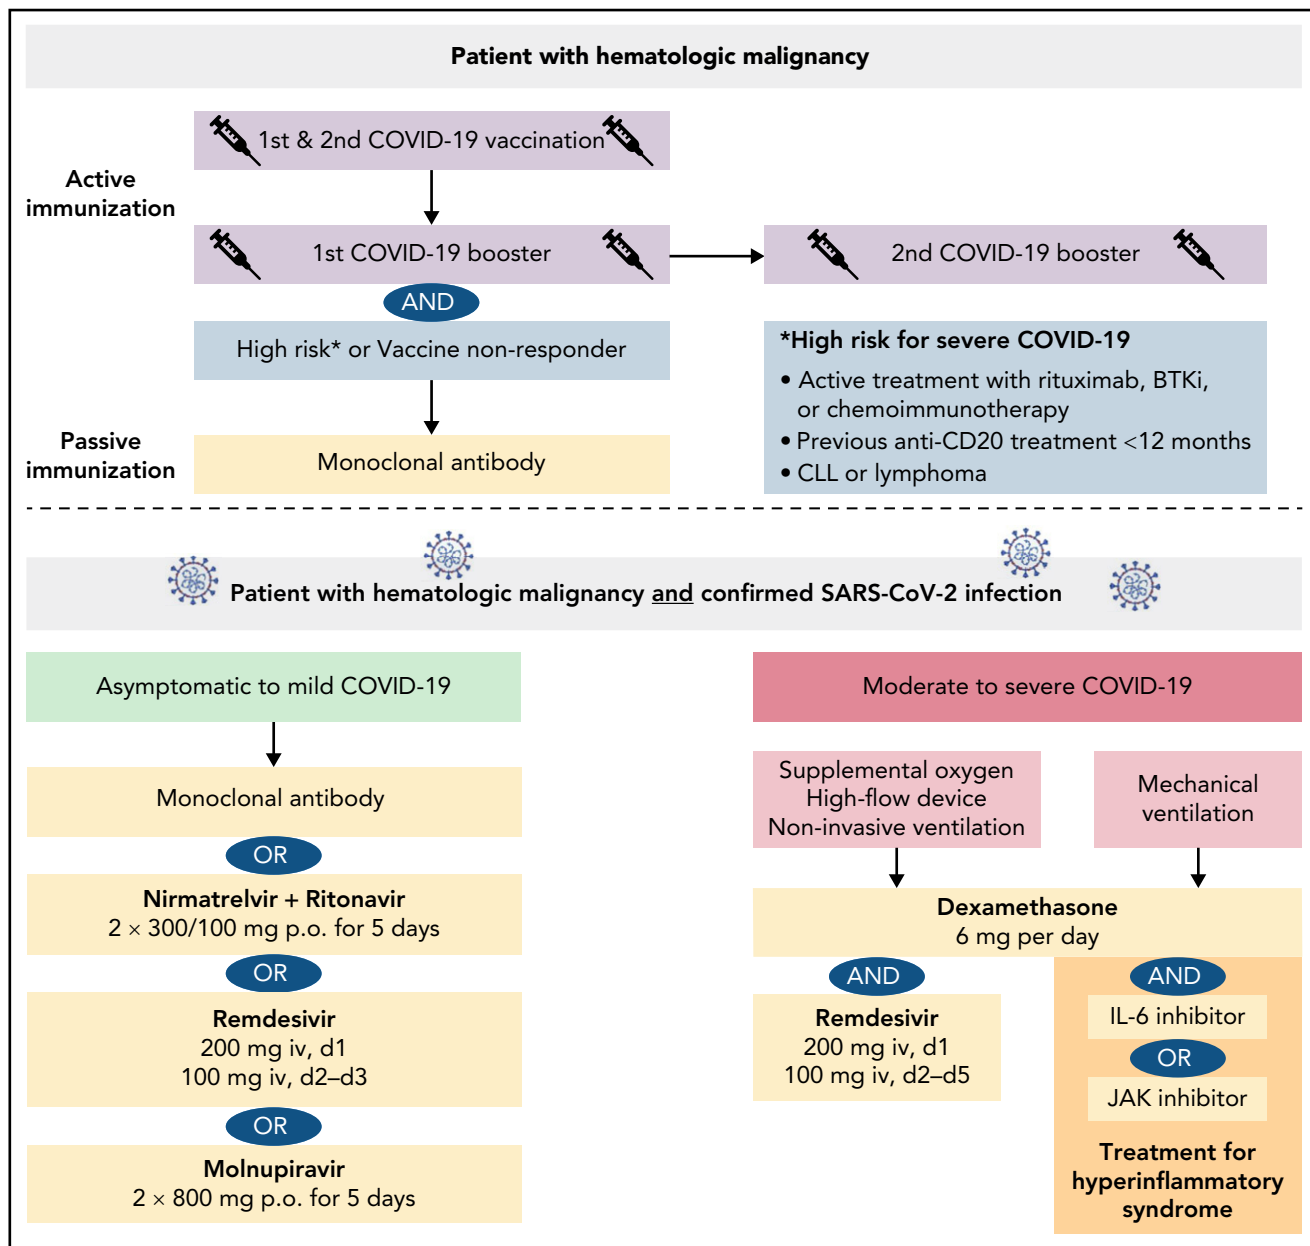 Patient with hematologic malignancy
Active
immunization
1st & 2nd COVID-19 vaccination
1st COVID-19 booster
2nd COVID-19 booster
AND
High risk* or Vaccine non-responder
Passive
immunization
Monoclonal antibody
*High risk for severe COVID-19
• Active treatment with rituximab, BTKi,
or chemoimmunotherapy
• Previous anti-CD20 treatment <12 months
• CLL or lymphoma
Patient with hematologic malignancy and confirmed SARS-CoV-2 infection
Asymptomatic to mild COVID-19
Monoclonal antibody
OR
Nirmatrelvir + Ritonavir
2 × 300/100 mg p.o. for 5 days
OR
Remdesivir
200 mg iv, d1
100 mg iv, d2–d3
OR
Molnupiravir
2 × 800 mg p.o. for 5 days
Moderate to severe COVID-19
Supplemental oxygen
High-flow device
Non-invasive ventilation
Mechanical
ventilation
Dexamethasone
6 mg per day
AND
Remdesivir
200 mg iv, d1
100 mg iv, d2–d5
AND
IL-6 inhibitor
OR
JAK inhibitor
Treatment for
hyperinflammatory
syndrome